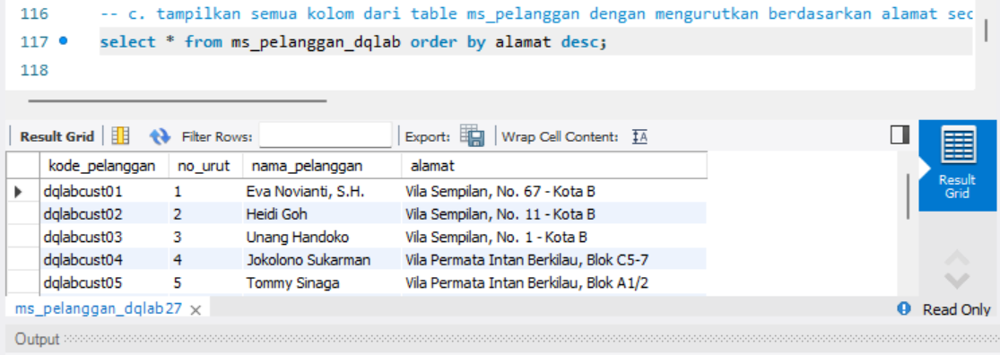 116 -- c. tampilkan semua kolom dari table ms_pelanggan dengan mengurutkan berdasarkan alamat sec
117 select * from ms_pelanggan_dqlab order by alamat desc;
118
Result Grid Filter Rows: Export: Wrap Cell Content: IA
kode_pelanggan no_urut nama_pelanggan alamat
dqlabcust01 1 Eva Novianti, S.H. Vila Sempilan, No. 67 - Kota B
dqlabcust02 2 Heidi Goh Vila Sempilan, No. 11 - Kota B
dqlabcust03 3 Unang Handoko Vila Sempilan, No. 1 - Kota B
dqlabcust04 4 Jokolono Sukarman Vila Permata Intan Berkilau, Blok C5-7
dqlabcust05 5 Tommy Sinaga Vila Permata Intan Berkilau, Blok A1/2
Result
Grid
ms_pelanggan_dqlab27 Read Only
Output